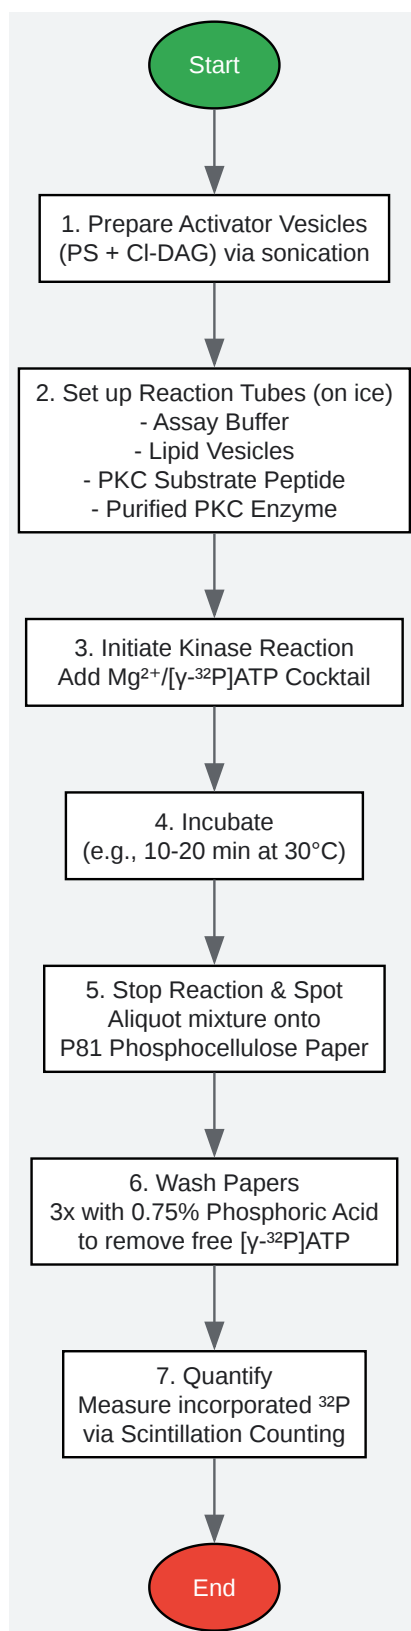 Start
1. Prepare Activator Vesicles
(PS + Cl-DAG) via sonication
2. Set up Reaction Tubes (on ice)
- Assay Buffer
- Lipid Vesicles
- PKC Substrate Peptide
- Purified PKC Enzyme
3. Initiate Kinase Reaction
Add Mg²⁺/[γ-³²P]ATP Cocktail
4. Incubate
(e.g., 10-20 min at 30°C)
5. Stop Reaction & Spot
Aliquot mixture onto
P81 Phosphocellulose Paper
6. Wash Papers
3x with 0.75% Phosphoric Acid
to remove free [γ-³²P]ATP
7. Quantify
Measure incorporated ³²P
via Scintillation Counting
End